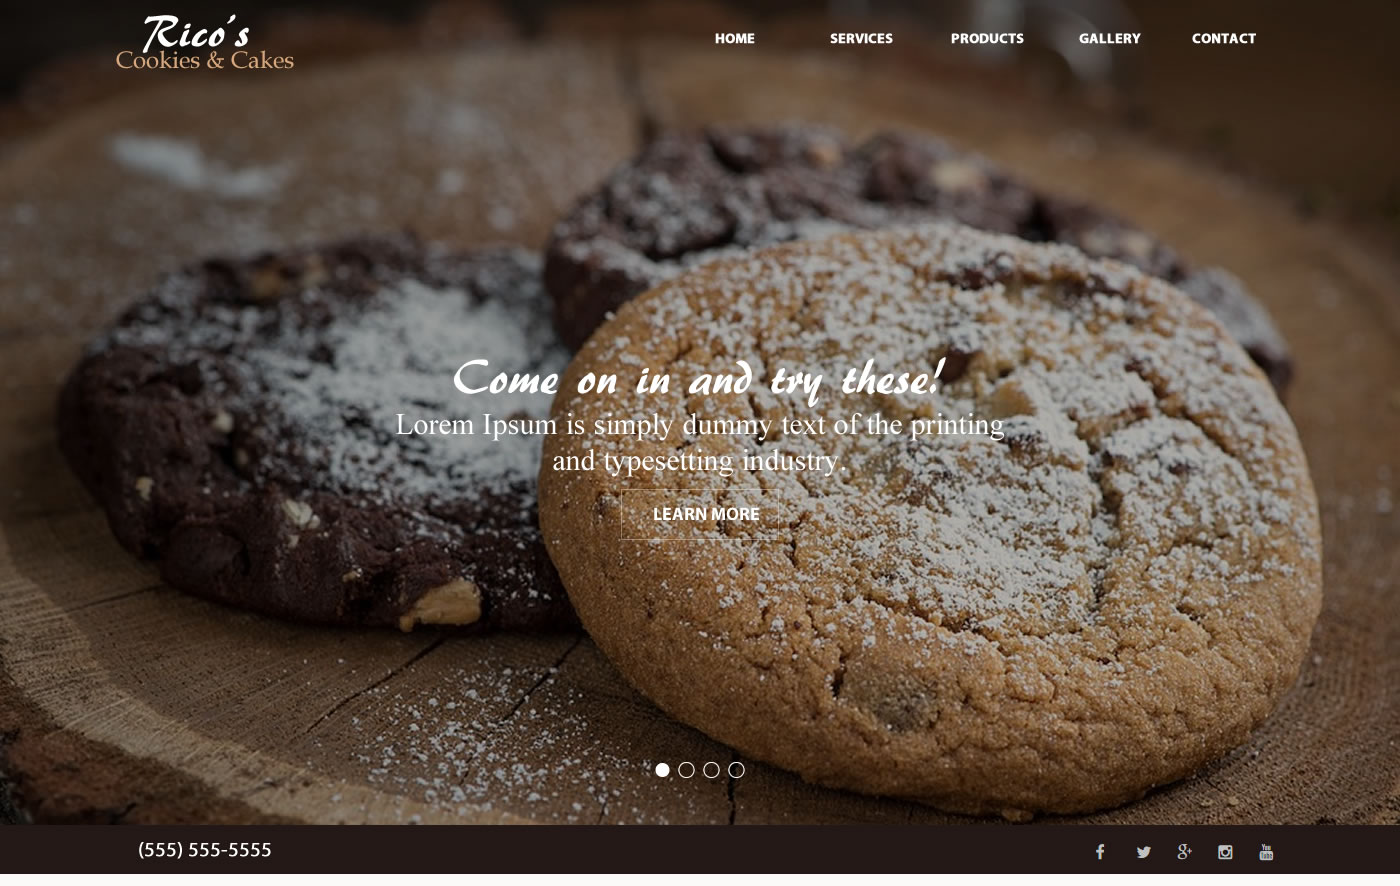 Rico's
Cookies & Cakes
HOME SERVICES PRODUCTS GALLERY CONTACT
Come on in and try these!
Lorem Ipsum is simply dummy text of the printing
and typesetting industry.
LEARN MORE
(555) 555-5555
f g+ You Tube